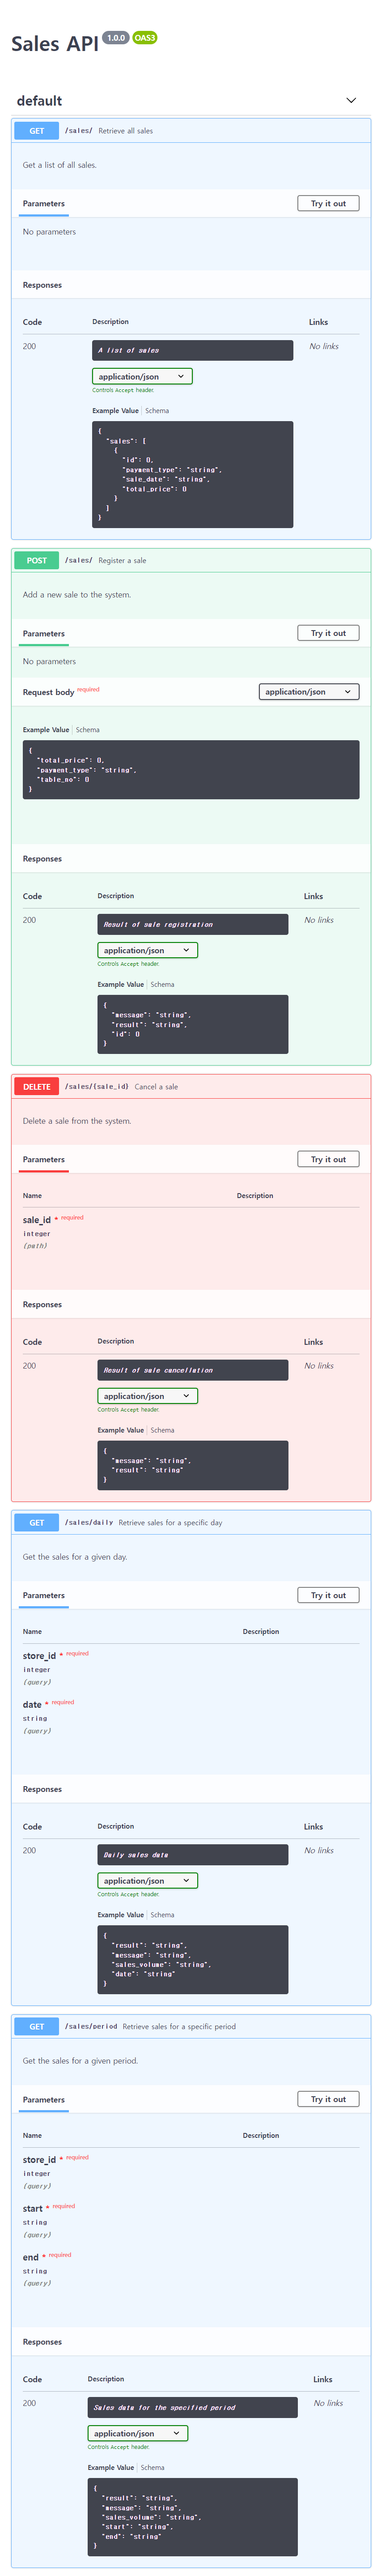 Sales API 1.0.0 OAS3
default
GET /sales/ Retrieve all sales
Get a list of all sales.
Parameters Try it out
No parameters
Responses
Code Description Links
200 A list of sales No links
application/json
Controls Accept header.
Example Value Schema
{
"sales": [
{
"id": 0,
"payment_type": "string",
"sale_date": "string",
"total_price": 0
}
]
}
POST /sales/ Register a sale
Add a new sale to the system.
Parameters Try it out
No parameters
Request body required application/json
Example Value Schema
{
"total_price": 0,
"payment_type": "string",
"table_no": 0
}
Responses
Code Description Links
200 Result of sale registration No links
application/json
Controls Accept header.
Example Value Schema
{
"message": "string",
"result": "string",
"id": 0
}
DELETE /sales/{sale_id} Cancel a sale
Delete a sale from the system.
Parameters Try it out
Name Description
sale_id * required
integer
(path)
Responses
Code Description Links
200 Result of sale cancellation No links
application/json
Controls Accept header.
Example Value Schema
{
"message": "string",
"result": "string"
}
GET /sales/daily Retrieve sales for a specific day
Get the sales for a given day.
Parameters Try it out
Name Description
store_id * required
integer
(query)
date * required
string
(query)
Responses
Code Description Links
200 Daily sales data No links
application/json
Controls Accept header.
Example Value Schema
{
"result": "string",
"message": "string",
"sales_volume": "string",
"date": "string"
}
GET /sales/period Retrieve sales for a specific period
Get the sales for a given period.
Parameters Try it out
Name Description
store_id * required
integer
(query)
start * required
string
(query)
end * required
string
(query)
Responses
Code Description Links
200 Sales data for the specified period No links
application/json
Controls Accept header.
Example Value Schema
{
"result": "string",
"message": "string",
"sales_volume": "string",
"start": "string",
"end": "string"
}